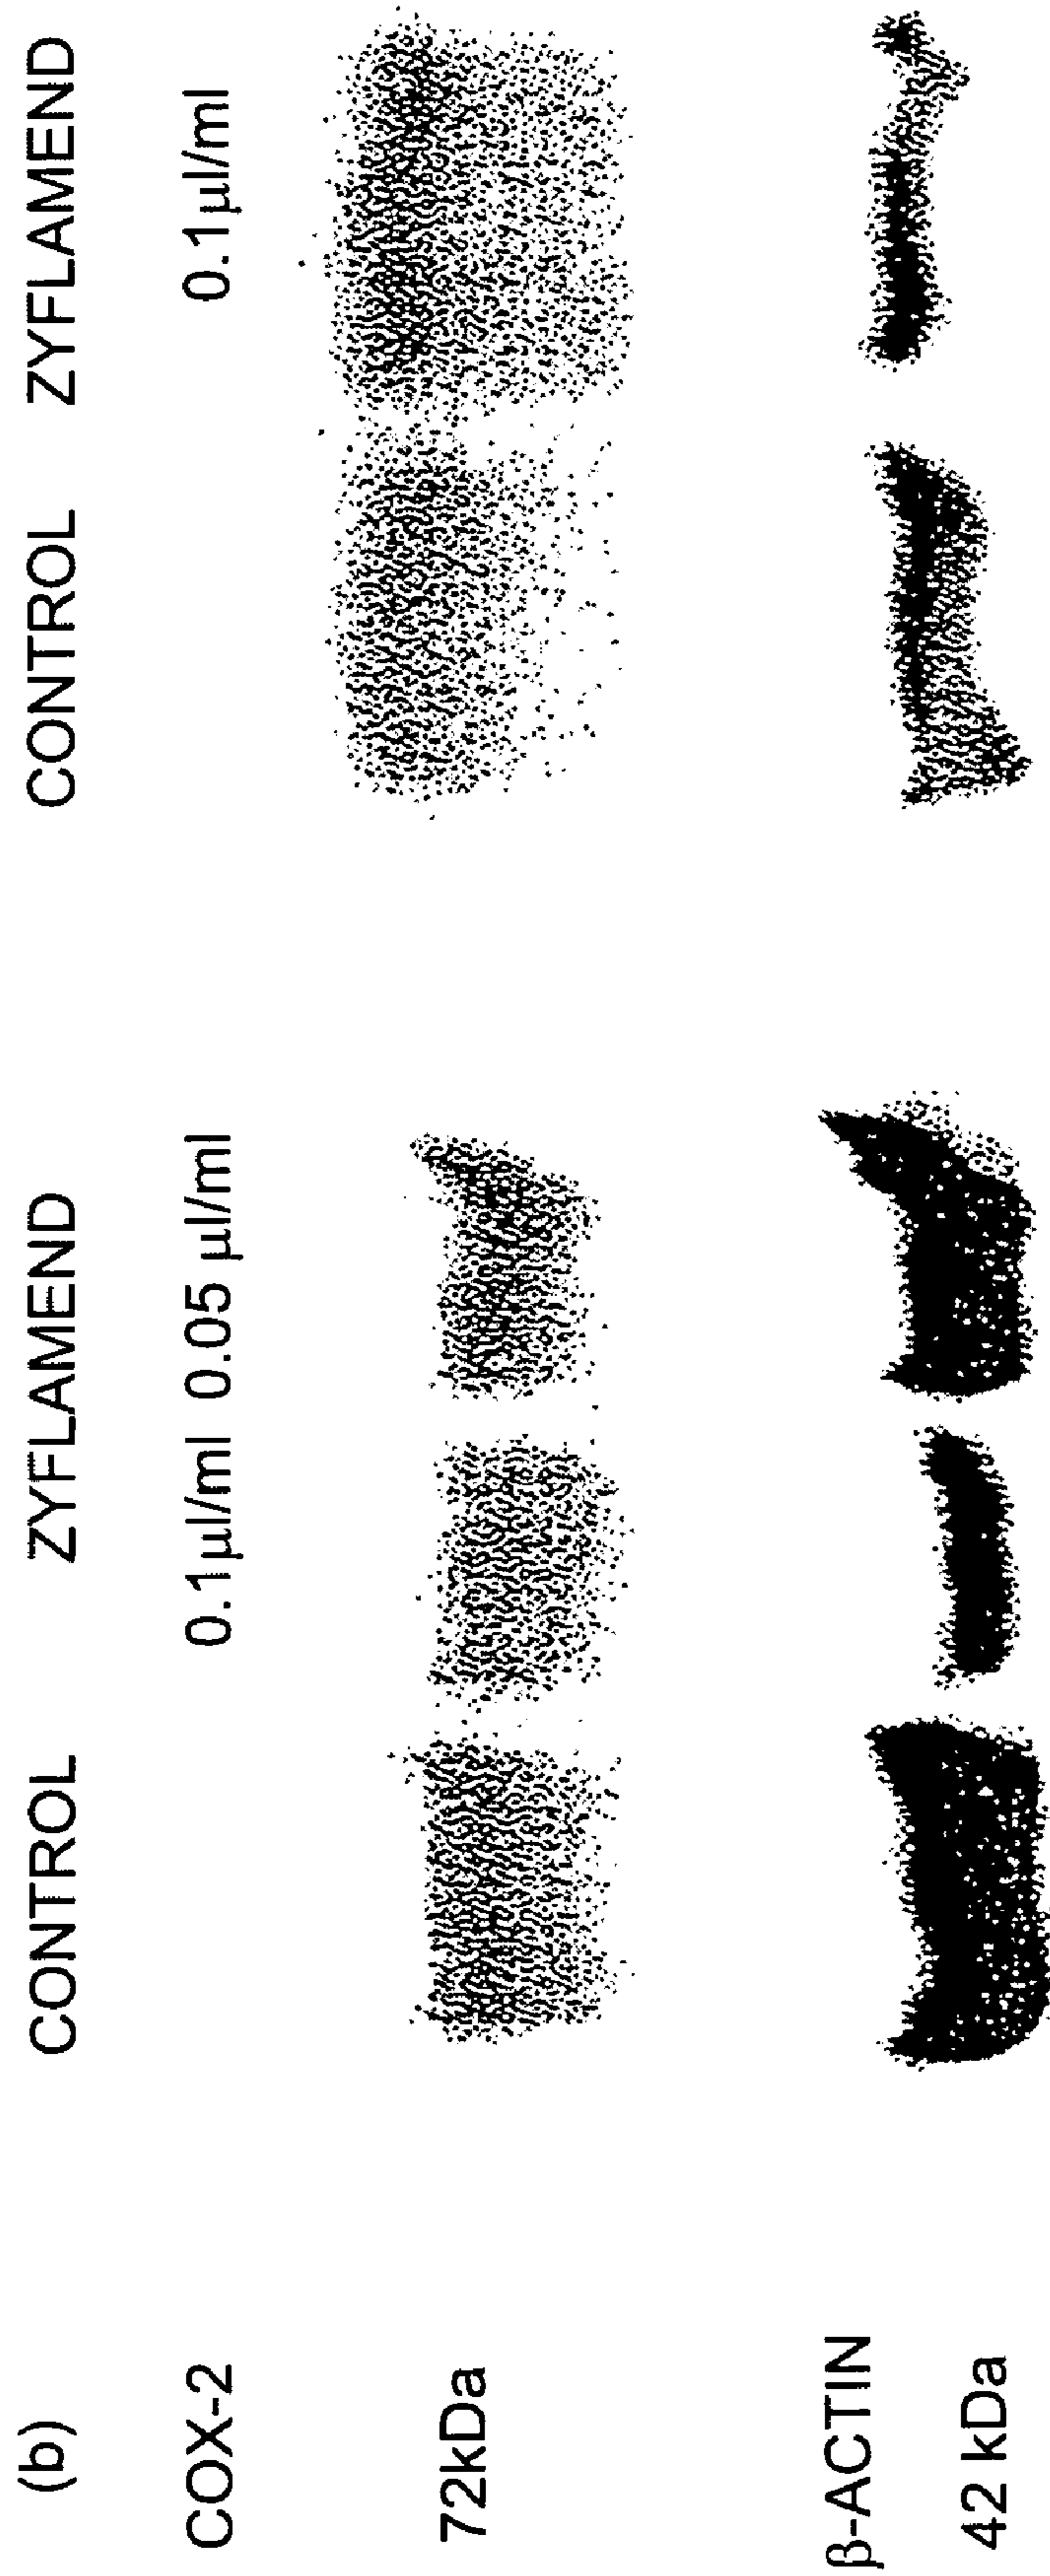 (b) CONTROL ZYFLAMEND CONTROL ZYFLAMEND
COX-2 0.1µl/ml 0.05 µl/ml 0.1µl/ml
72kDa
β-ACTIN
42 kDa